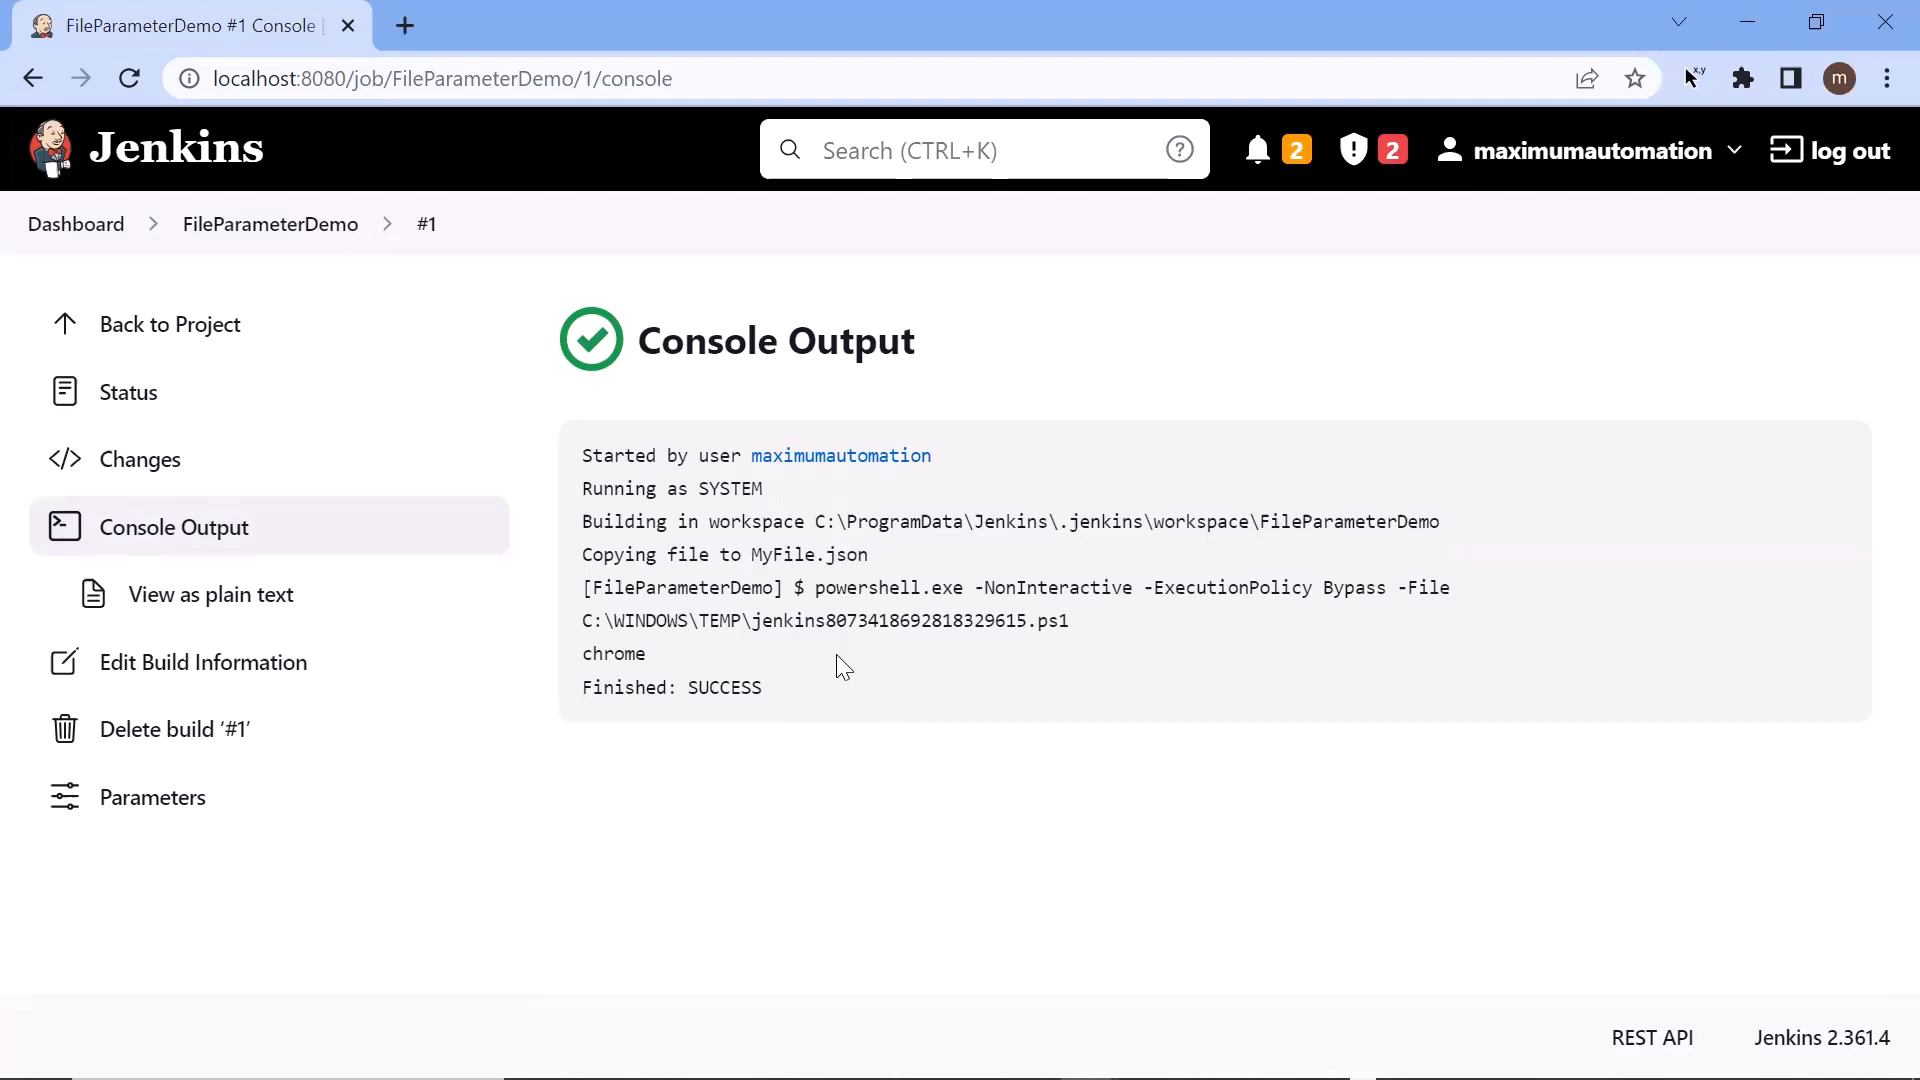 FileParameterDemo #1 Console [
localhost:8080/job/FileParameterDemo/1/console
x,y
m
Jenkins
Search (CTRL+K)
2
2
maximumautomation
log out
Dashboard
FileParameterDemo
#1
Back to Project
Status
Changes
Console Output
View as plain text
Edit Build Information
Delete build ‘#1’
Parameters
Console Output
Started by user maximumautomation
Running as SYSTEM
Building in workspace C:\ProgramData\Jenkins\.jenkins\workspace\FileParameterDemo
Copying file to MyFile.json
[FileParameterDemo] $ powershell.exe -NonInteractive -ExecutionPolicy Bypass -File
C:\WINDOWS\TEMP\jenkins8073418692818329615.ps1
chrome
Finished: SUCCESS
REST API
Jenkins 2.361.4